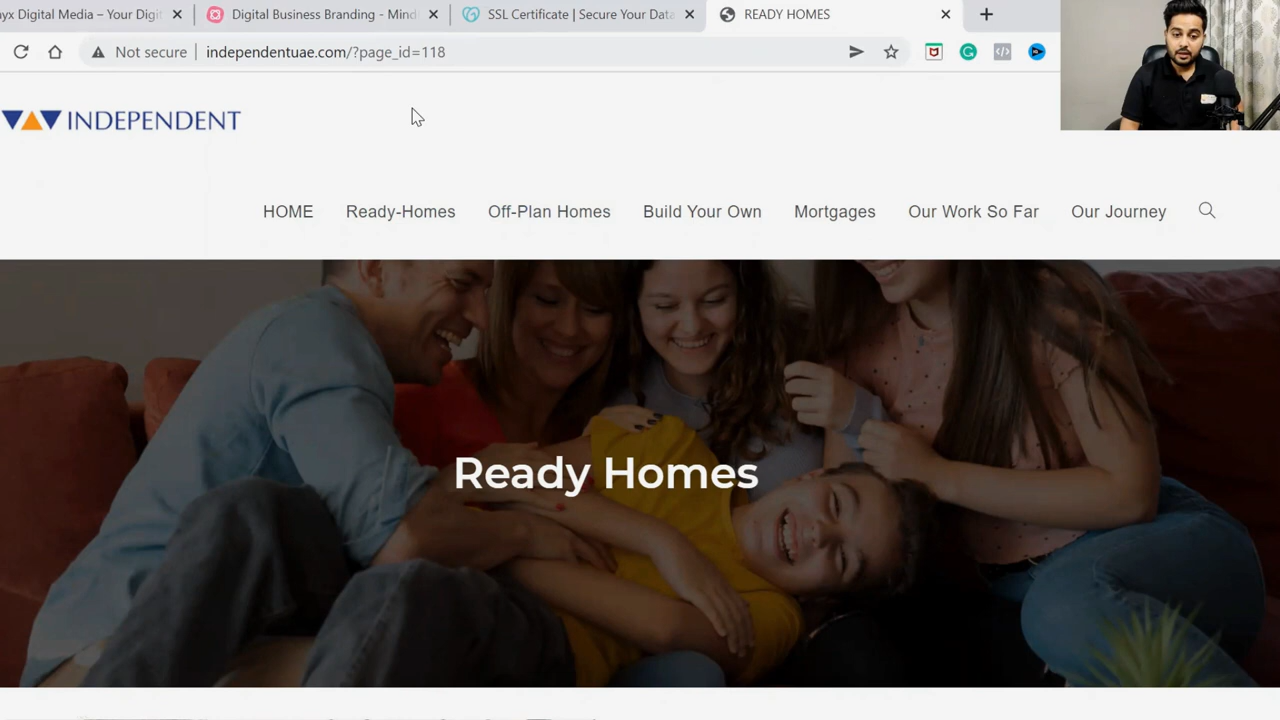 yx Digital Media – Your Digit
Digital Business Branding - Mind
SSL Certificate | Secure Your Data
READY HOMES
Not secure
independentuae.com/?page_id=118
INDEPENDENT
HOME
Ready-Homes
Off-Plan Homes
Build Your Own
Mortgages
Our Work So Far
Our Journey
Ready Homes